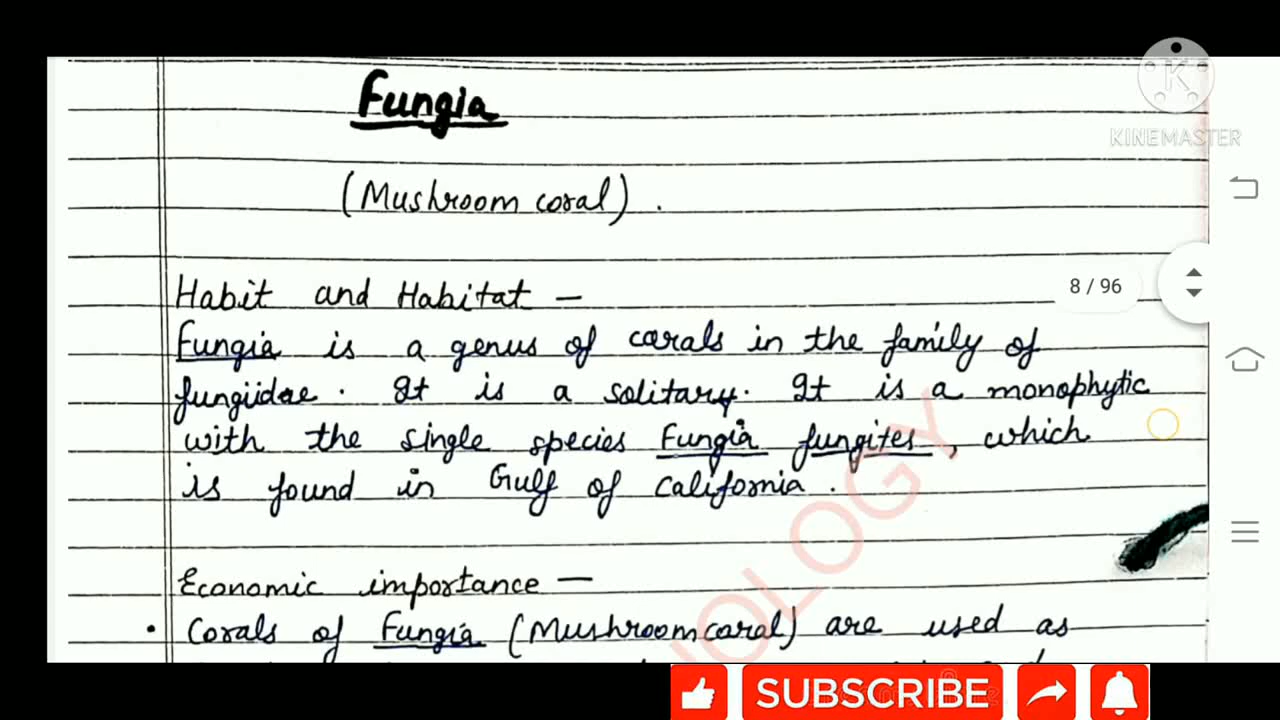 Fungia
KINEMASTER
(Mushroom coral) .
Habit and Habitat —
8 / 96
Fungia is a genus of corals in the family of
fungiidae . It is a solitary. It is a monophytic
with the single species Fungia fungites, which
is found in Gulf of California .
OLOGY
Economic importance —
• Corals of Fungia (Mushroom coral) are used as
SUBSCRIBE